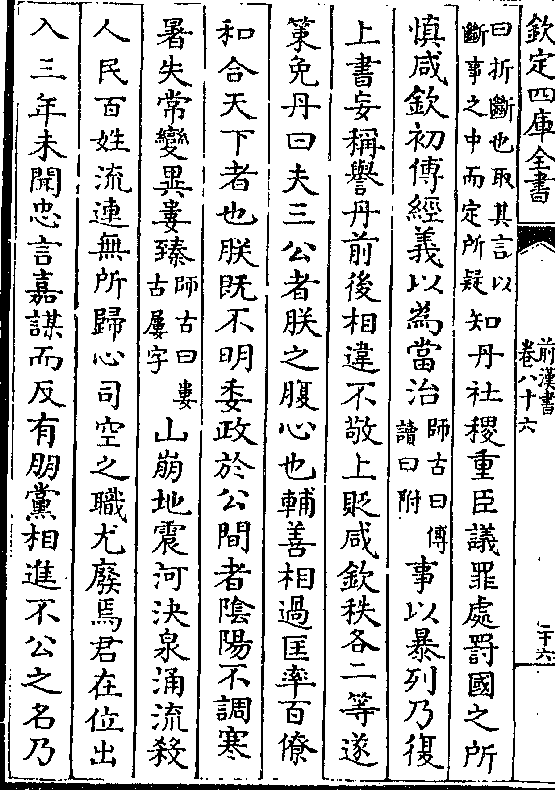 欽定四庫全書
前漢書
卷八十六
二十六
曰折斷也取其言以
斷事之中而定所疑
知丹社稷重臣議罪處罰國之所
慎咸欽初傳經義以爲當治
師古曰傳
讀曰附
事以暴列乃復
上書妄稱譽丹前後相違不敬上貶咸欽秩各二等遂
策免丹曰夫三公者朕之腹心也輔善相過匡率百僚
和合天下者也朕既不明委政於公間者陰陽不調寒
暑失常變異婁臻
師古曰婁
古屢字
山崩地震河決泉涌流殺
人民百姓流連無所歸心司空之職尤廢焉君在位出
入三年未聞忠言嘉謀而反有朋黨相進不公之名乃